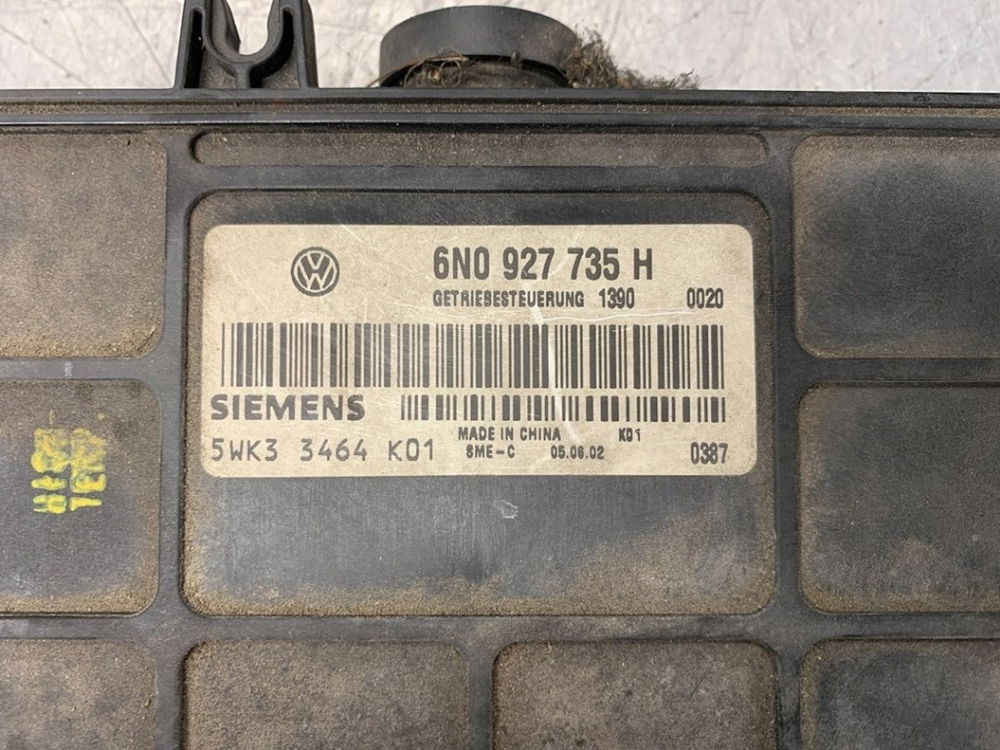 6N0 927 735 H
GETRIEBESTEUERUNG 1390 0020
SIEMENS
MADE IN CHINA K01
5WK3 3464 K01 SME-C 05.06.02 0387